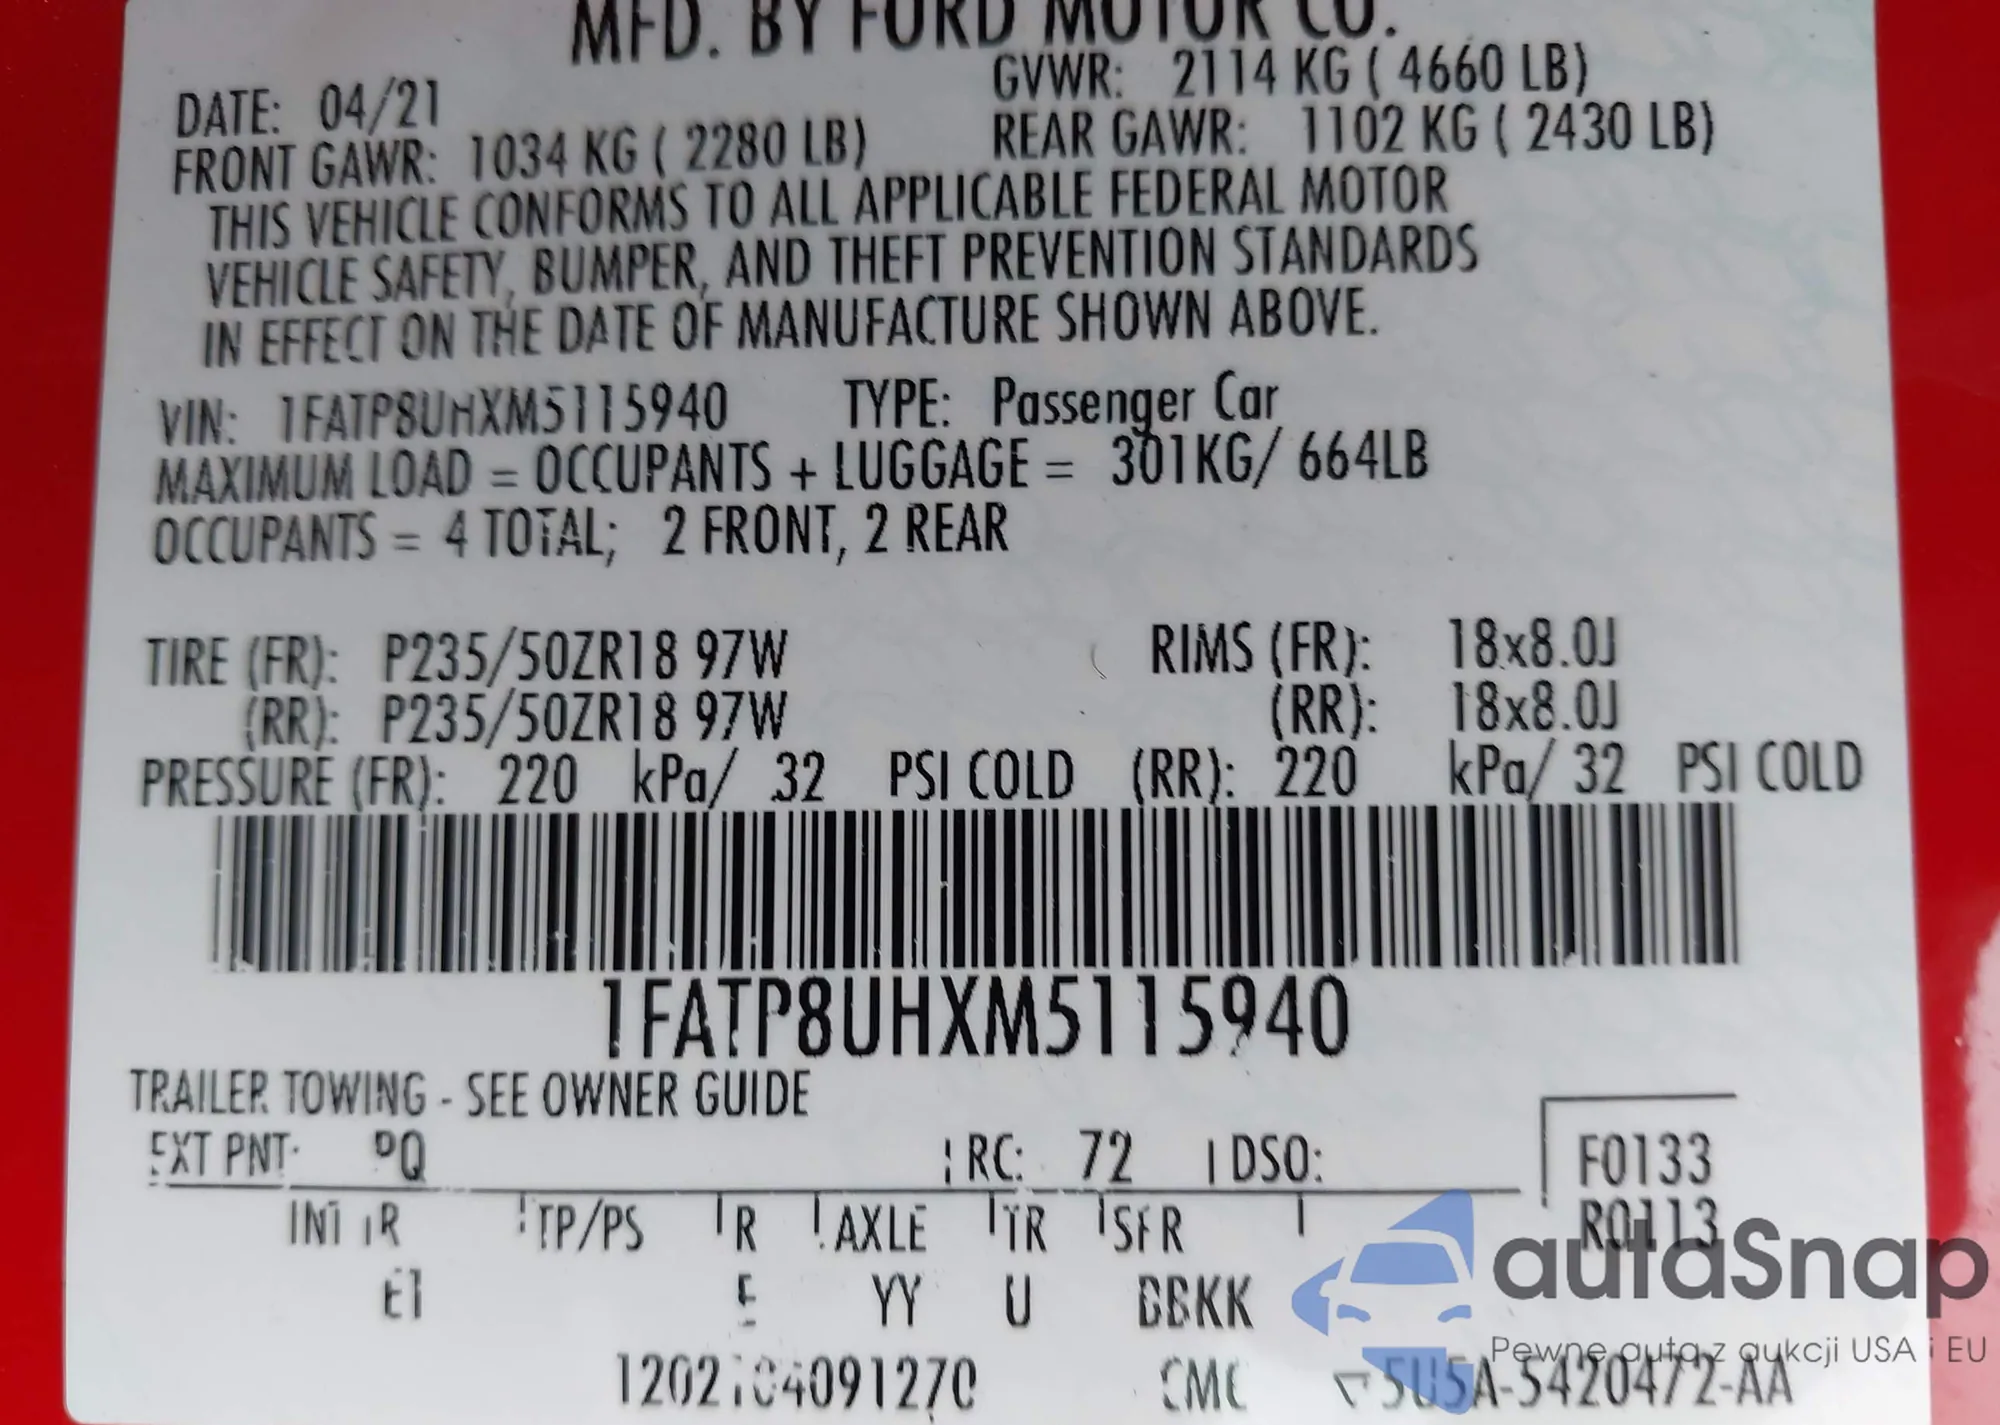 MFD. BY FORD MOTOR CO.
DATE: 04/21 GVWR: 2114 KG ( 4660 LB)
FRONT GAWR: 1034 KG ( 2280 LB) REAR GAWR: 1102 KG ( 2430 LB)
THIS VEHICLE CONFORMS TO ALL APPLICABLE FEDERAL MOTOR
VEHICLE SAFETY, BUMPER, AND THEFT PREVENTION STANDARDS
IN EFFECT ON THE DATE OF MANUFACTURE SHOWN ABOVE.
VIN: 1FATP8UHXM5115940 TYPE: Passenger Car
MAXIMUM LOAD = OCCUPANTS + LUGGAGE = 301KG/ 664LB
OCCUPANTS = 4 TOTAL; 2 FRONT, 2 REAR
TIRE (FR): P235/50ZR18 97W RIMS (FR): 18x8.0J
(RR): P235/50ZR18 97W (RR): 18x8.0J
PRESSURE (FR): 220 kPa/ 32 PSI COLD (RR): 220 kPa/ 32 PSI COLD
1FATP8UHXM5115940
TRAILER TOWING - SEE OWNER GUIDE
EXT PNT: PQ RC: 72 DSO: F0133
INT TR TP/PS R AXLE TR SPR R0113
YY U
autaSnap
Pewne auta z aukcji USA i EU